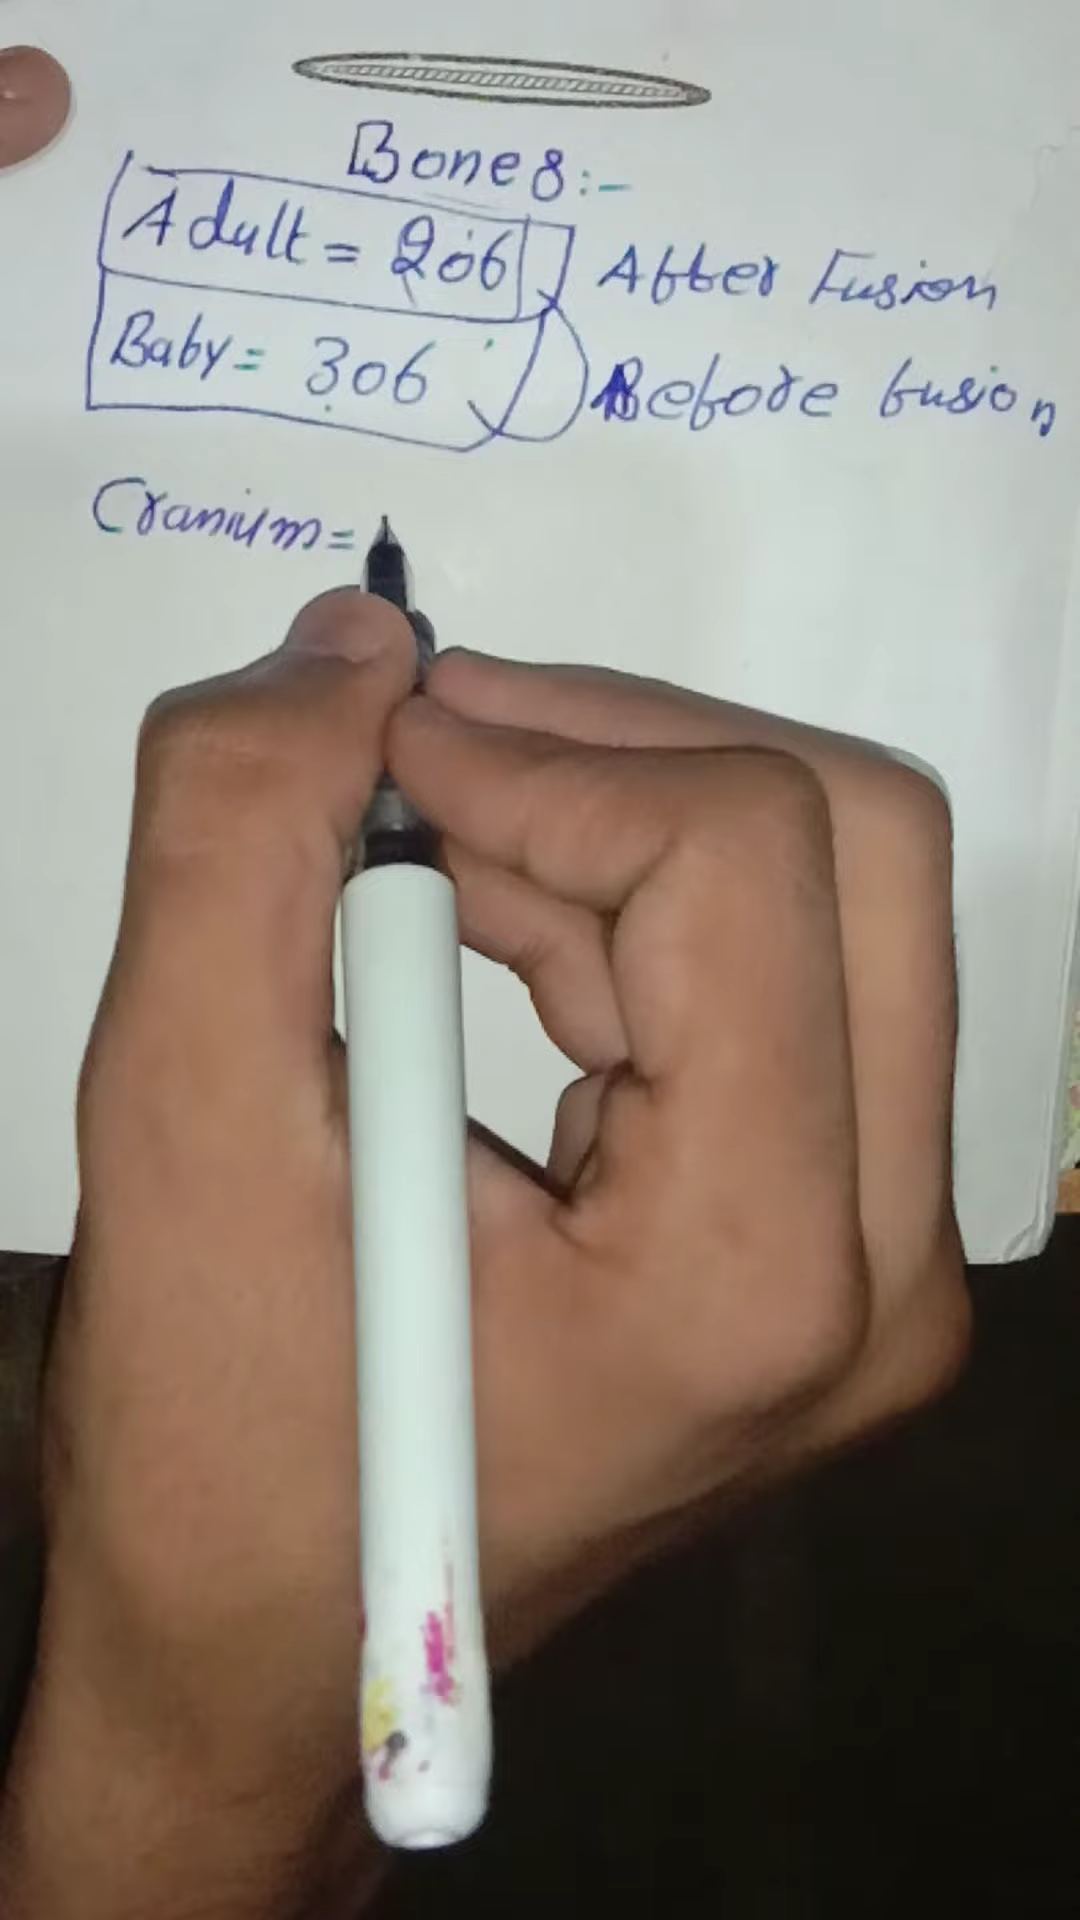 Bones:-
Adult = 206 After Fusion
Baby = 306 Before fusion
Cranium =